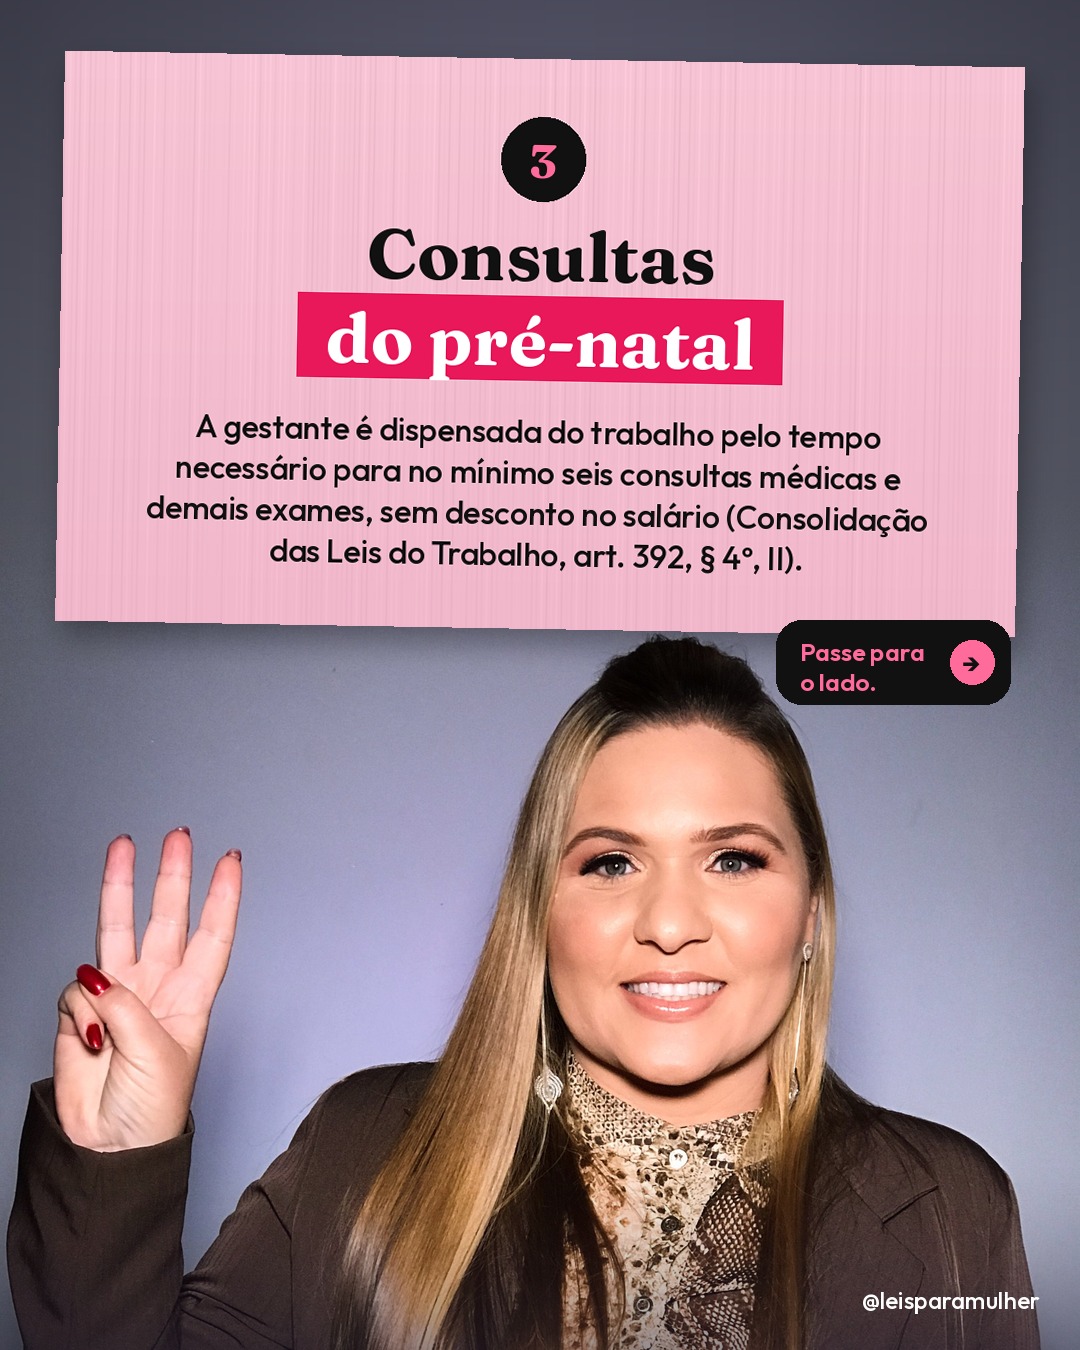 3
Consultas
do pré-natal
A gestante é dispensada do trabalho pelo tempo
necessário para no mínimo seis consultas médicas e
demais exames, sem desconto no salário (Consolidação
das Leis do Trabalho, art. 392, § 4º, II).
Passe para
o lado.
@leisparamulher